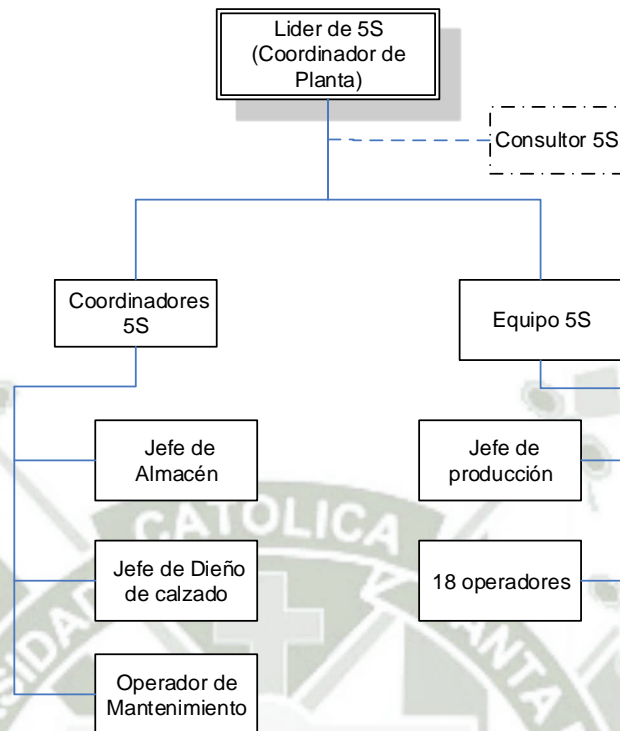 Lider de 5S
(Coordinador de
Planta)
Consultor 5S
Coordinadores
5S
Equipo 5S
Jefe de
Almacén
Jefe de
producción
CATOLICA
Jefe de Dieño
de calzado
18 operadores
Operador de
Mantenimiento